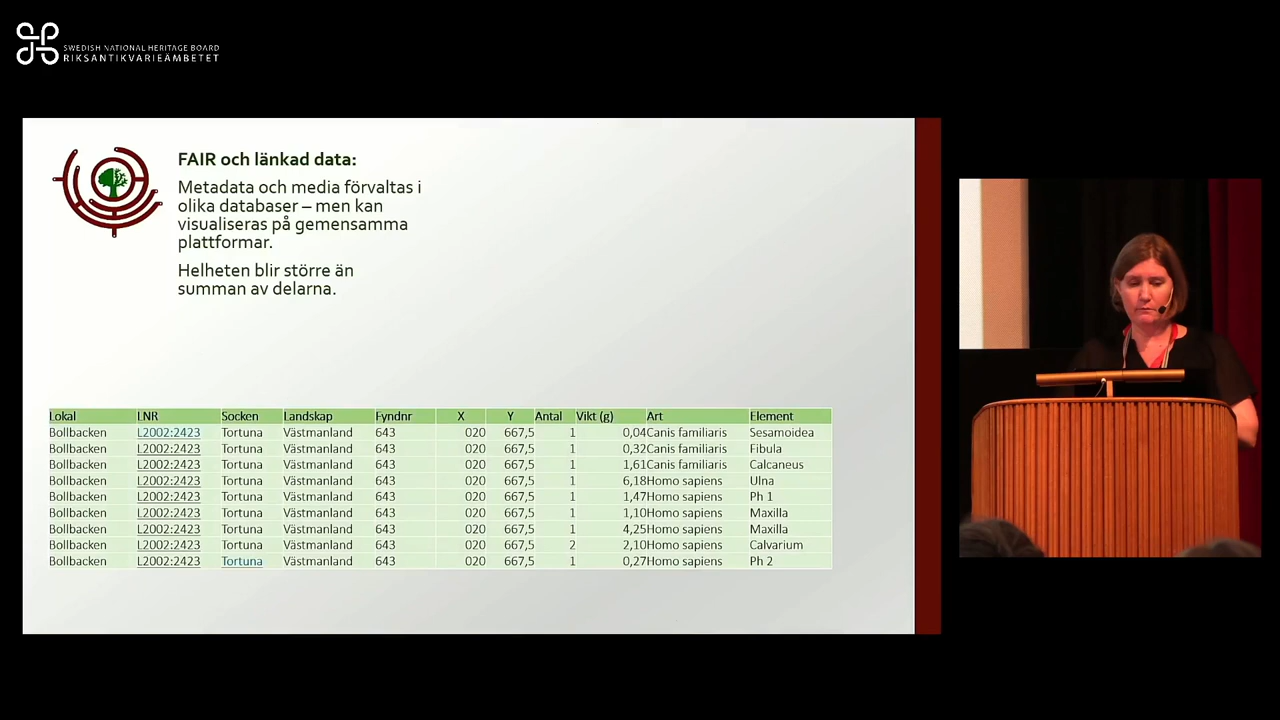 SWEDISH NATIONAL HERITAGE BOARD
RIKSANTIKVARIEÄMBETET
FAIR och länkad data:
Metadata och media förvaltas i
olika databaser – men kan
visualiseras på gemensamma
plattformar.
Helheten blir större än
summan av delarna.
Lokal LNR Socken Landskap Fyndnr X Y Antal Vikt (g) Art Element
Bollbacken L2002:2423 Tortuna Västmanland 643 020 667,5 1 0,04 Canis familiaris Sesamoidea
Bollbacken L2002:2423 Tortuna Västmanland 643 020 667,5 1 0,32 Canis familiaris Fibula
Bollbacken L2002:2423 Tortuna Västmanland 643 020 667,5 1 1,61 Canis familiaris Calcaneus
Bollbacken L2002:2423 Tortuna Västmanland 643 020 667,5 1 6,18 Homo sapiens Ulna
Bollbacken L2002:2423 Tortuna Västmanland 643 020 667,5 1 1,47 Homo sapiens Ph 1
Bollbacken L2002:2423 Tortuna Västmanland 643 020 667,5 1 1,10 Homo sapiens Maxilla
Bollbacken L2002:2423 Tortuna Västmanland 643 020 667,5 1 4,25 Homo sapiens Maxilla
Bollbacken L2002:2423 Tortuna Västmanland 643 020 667,5 2 2,10 Homo sapiens Calvarium
Bollbacken L2002:2423 Tortuna Västmanland 643 020 667,5 1 0,27 Homo sapiens Ph 2